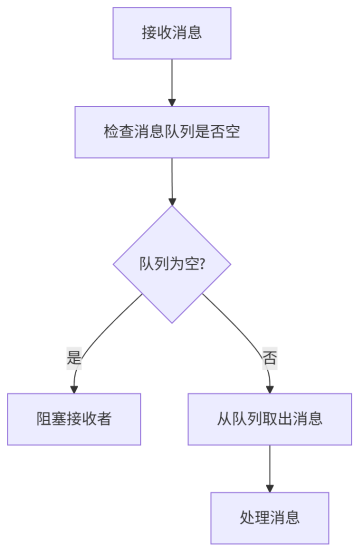 接收消息
检查消息队列是否空
队列为空?
是
否
阻塞接收者
从队列取出消息
处理消息